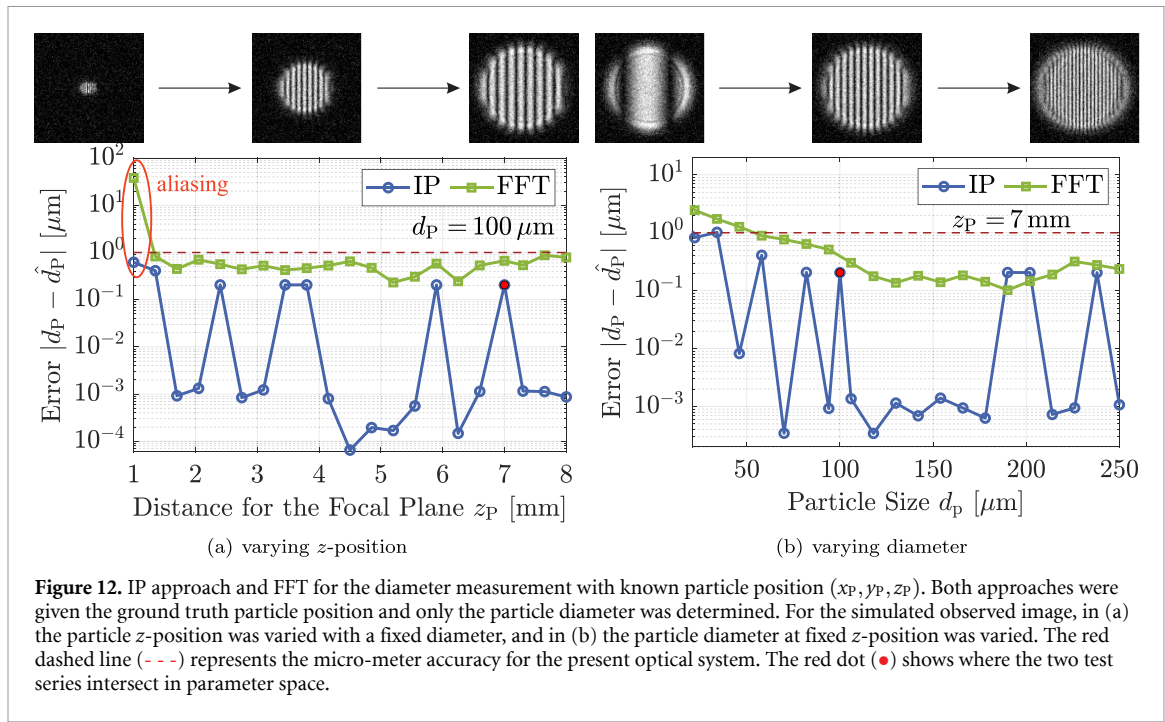 10^2
10^1
10^0
10^-1
10^-2
10^-3
10^-4
Error |d_P − d̂_P| [µm]
aliasing
IP
FFT
d_P = 100 µm
1 2 3 4 5 6 7 8
Distance for the Focal Plane z_P [mm]
(a) varying z-position
10^1
10^0
10^-1
10^-2
10^-3
Error |d_P − d̂_P| [µm]
IP
FFT
z_P = 7 mm
50 100 150 200 250
Particle Size d_p [µm]
(b) varying diameter
Figure 12. IP approach and FFT for the diameter measurement with known particle position (x_P, y_P, z_P). Both approaches were
given the ground truth particle position and only the particle diameter was determined. For the simulated observed image, in (a)
the particle z-position was varied with a fixed diameter, and in (b) the particle diameter at fixed z-position was varied. The red
dashed line (- - -) represents the micro-meter accuracy for the present optical system. The red dot (●) shows where the two test
series intersect in parameter space.